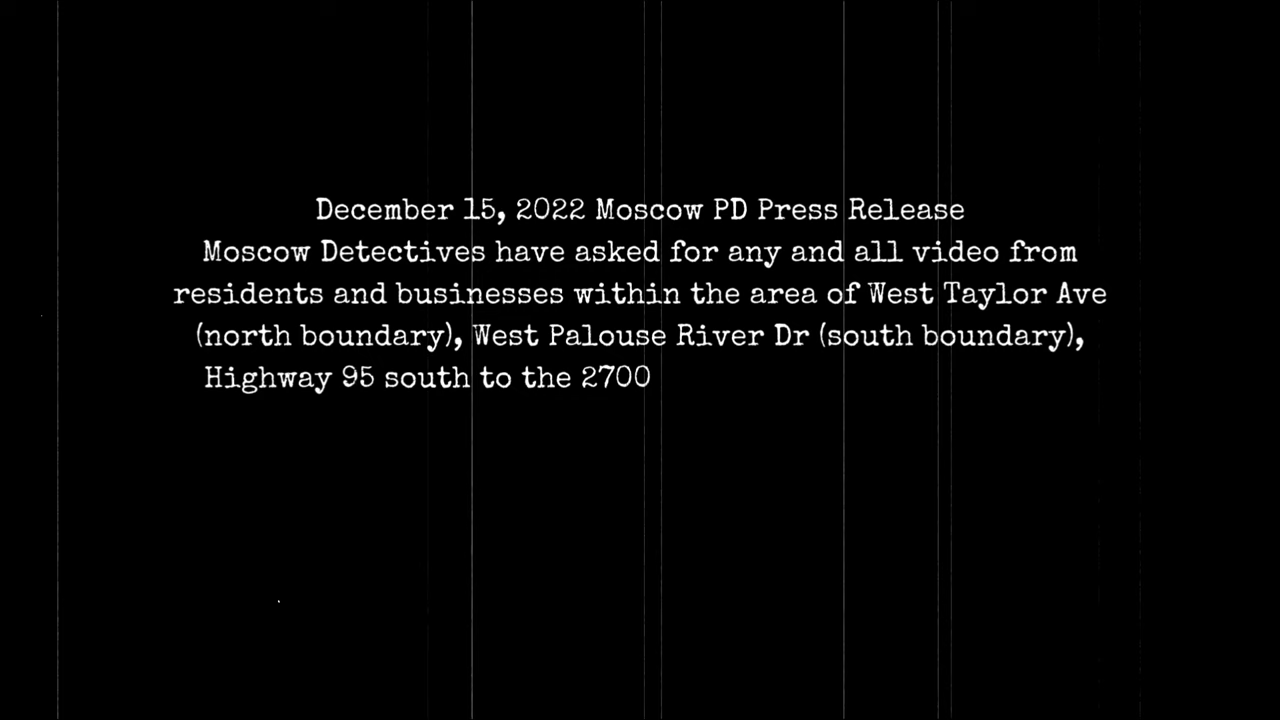 December 15, 2022 Moscow PD Press Release
Moscow Detectives have asked for any and all video from
residents and businesses within the area of West Taylor Ave
(north boundary), West Palouse River Dr (south boundary),
Highway 95 south to the 2700